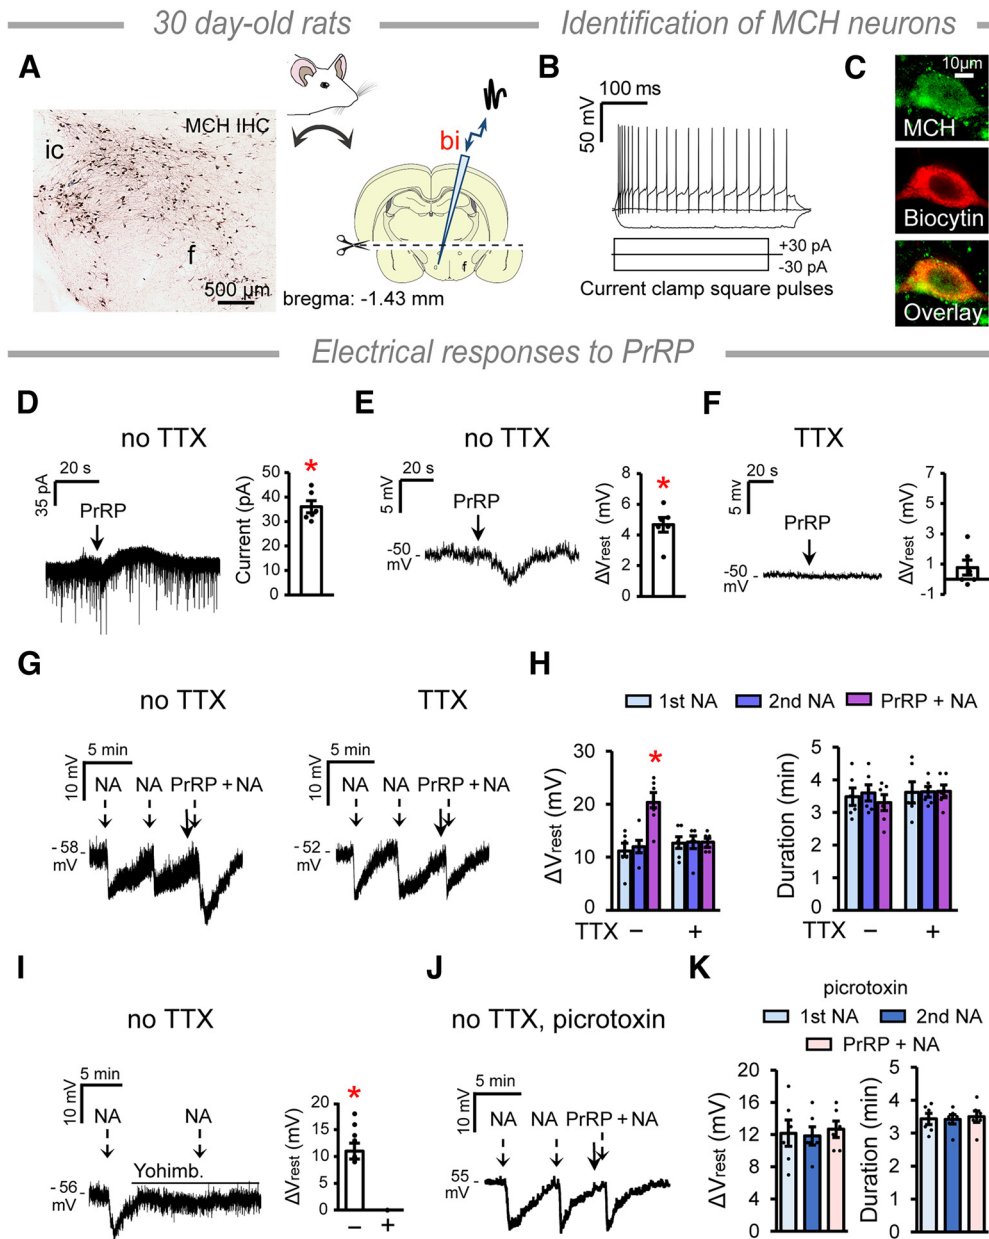 30 day-old rats
Identification of MCH neurons
A
MCH IHC
ic
f
500 µm
bi
f
bregma: -1.43 mm
B
100 ms
50 mV
+30 pA
-30 pA
Current clamp square pulses
C
10µm
MCH
Biocytin
Overlay
Electrical responses to PrRP
D
no TTX
20 s
35 pA
PrRP
*
Current (pA)
50
40
30
20
10
0
E
no TTX
20 s
5 mV
PrRP
-50 -
mV
*
ΔVrest (mV)
8
6
4
2
0
F
TTX
20 s
5 mv
PrRP
-50 -
mV
ΔVrest (mV)
7
5
3
1
-1
G
no TTX
5 min
10 mV
NA NA PrRP + NA
- 58 -
mV
TTX
5 min
10 mV
NA NA PrRP + NA
- 52 -
mV
H
1st NA 2nd NA PrRP + NA
*
ΔVrest (mV)
30
20
10
0
TTX − +
Duration (min)
5
4
3
2
1
0
TTX − +
I
no TTX
5 min
10 mV
NA NA
Yohimb.
- 56 -
mV
*
ΔVrest (mV)
20
15
10
5
0
− +
J
no TTX, picrotoxin
5 min
10 mV
NA NA PrRP + NA
55 -
mV
K
picrotoxin
1st NA 2nd NA
PrRP + NA
ΔVrest (mV)
20
16
12
8
4
0
Duration (min)
5
4
3
2
1
0